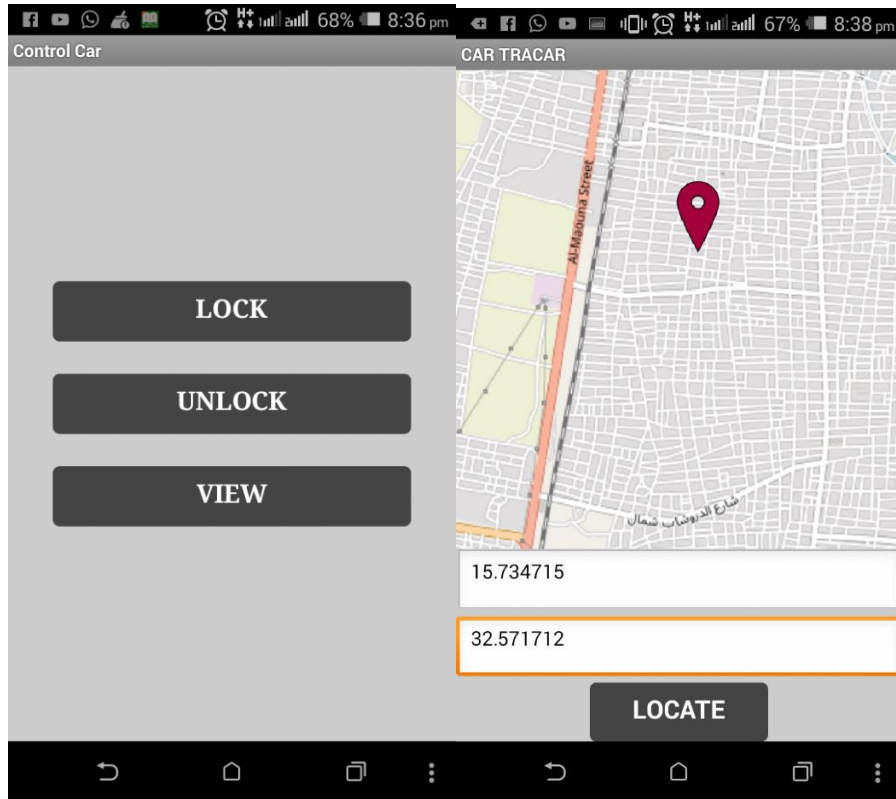 H+ 68% 8:36 pm
Control Car
LOCK
UNLOCK
VIEW
H+ 67% 8:38 pm
CAR TRACAR
Al-Maouna Street
شارع الدروشاب شمال
15.734715
32.571712
LOCATE